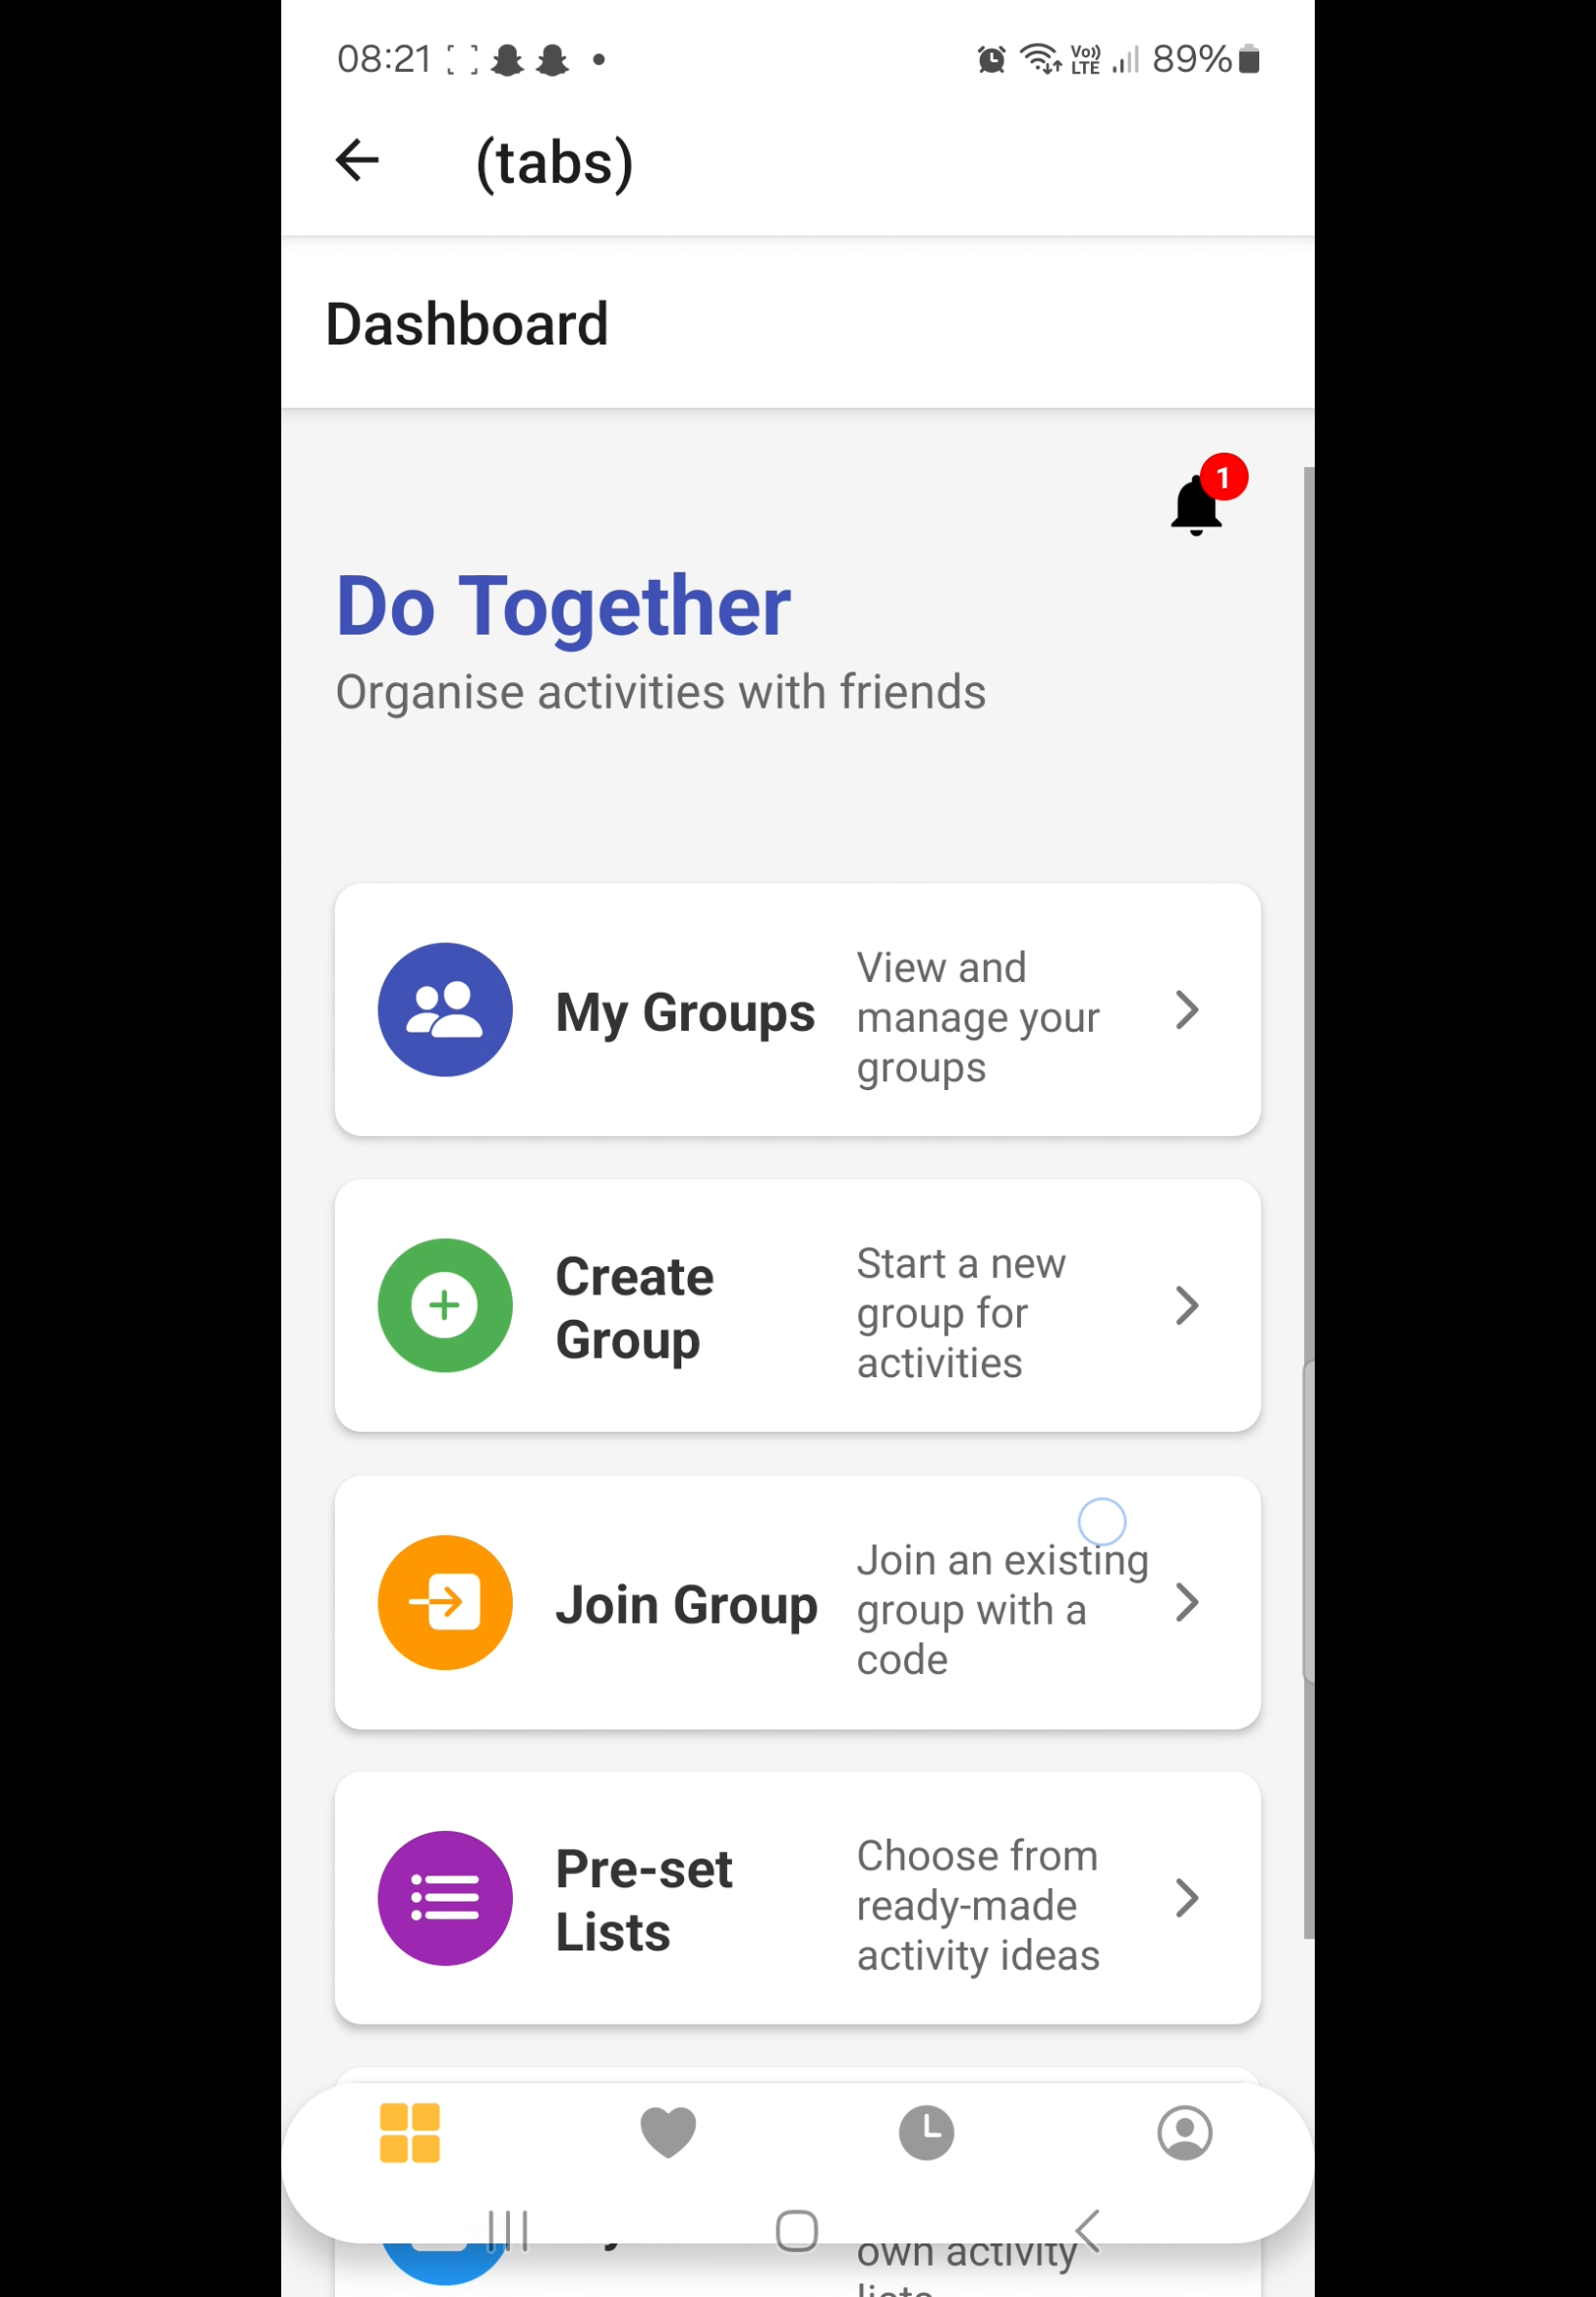 08:21
Vo))
LTE
89%
(tabs)
Dashboard
1
Do Together
Organise activities with friends
My Groups
View and
manage your
groups
Create
Group
Start a new
group for
activities
Join Group
Join an existing
group with a
code
Pre-set
Lists
Choose from
ready-made
activity ideas
own activity